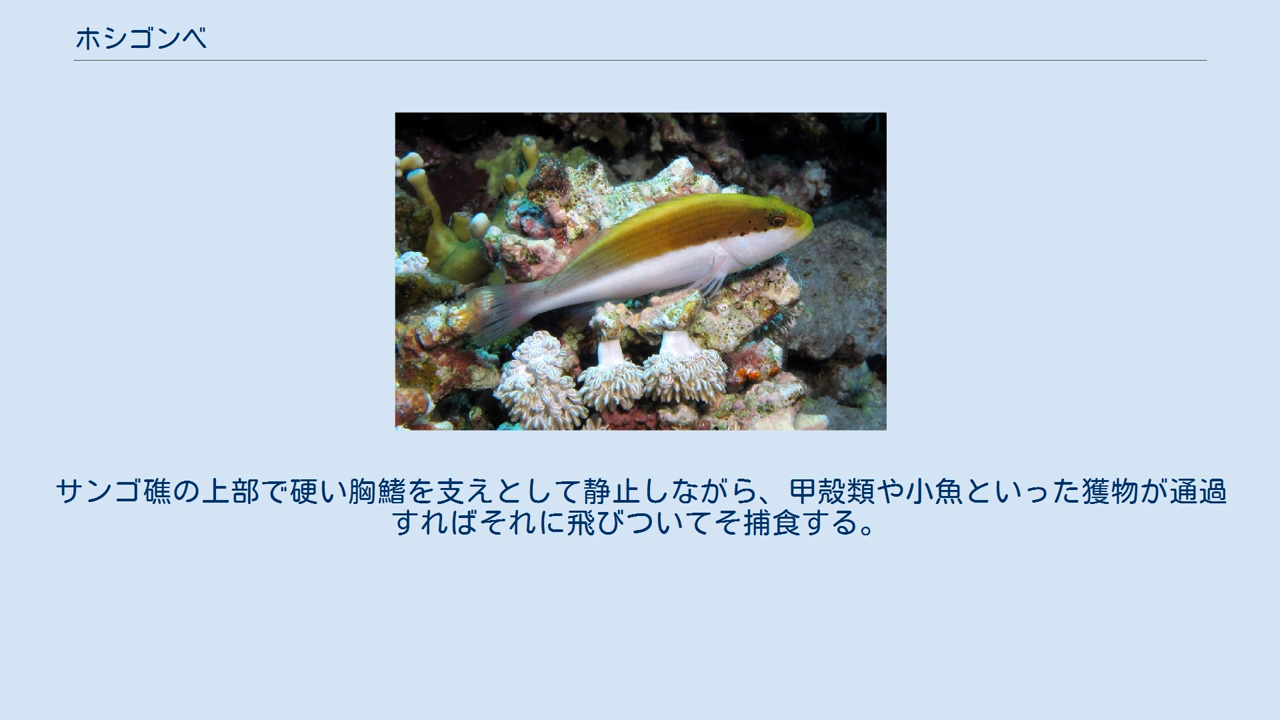 ホシゴンベ
サンゴ礁の上部で硬い胸鰭を支えとして静止しながら、甲殻類や小魚といった獲物が通過
すればそれに飛びついてそ捕食する。